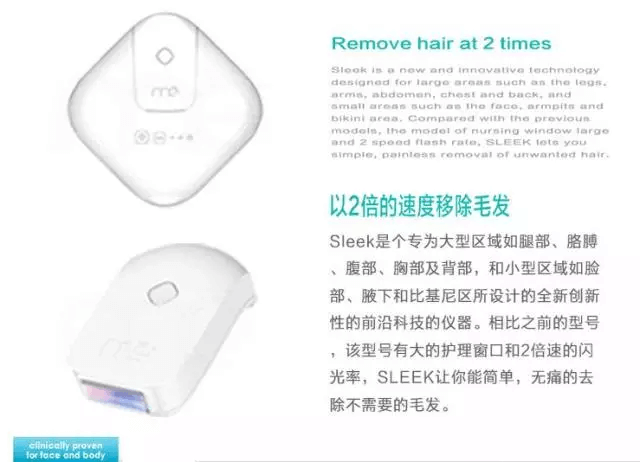 mē
Remove hair at 2 times
Sleek is a new and innovative technology
designed for large areas such as the legs,
arms, abdomen, chest and back, and
small areas such as the face, armpits and
bikini area. Compared with the previous
models, the model of nursing window large
and 2 speed flash rate, SLEEK lets you
simple, painless removal of unwanted hair.
以2倍的速度移除毛发
Sleek是个专为大型区域如腿部、胳膊
、腹部、胸部及背部，和小型区域如脸
部、腋下和比基尼区所设计的全新创新
性的前沿科技的仪器。相比之前的型号
，该型号有大的护理窗口和2倍速的闪
光率，SLEEK让你能简单，无痛的去
除不需要的毛发。
mē
clinically proven
for face and body